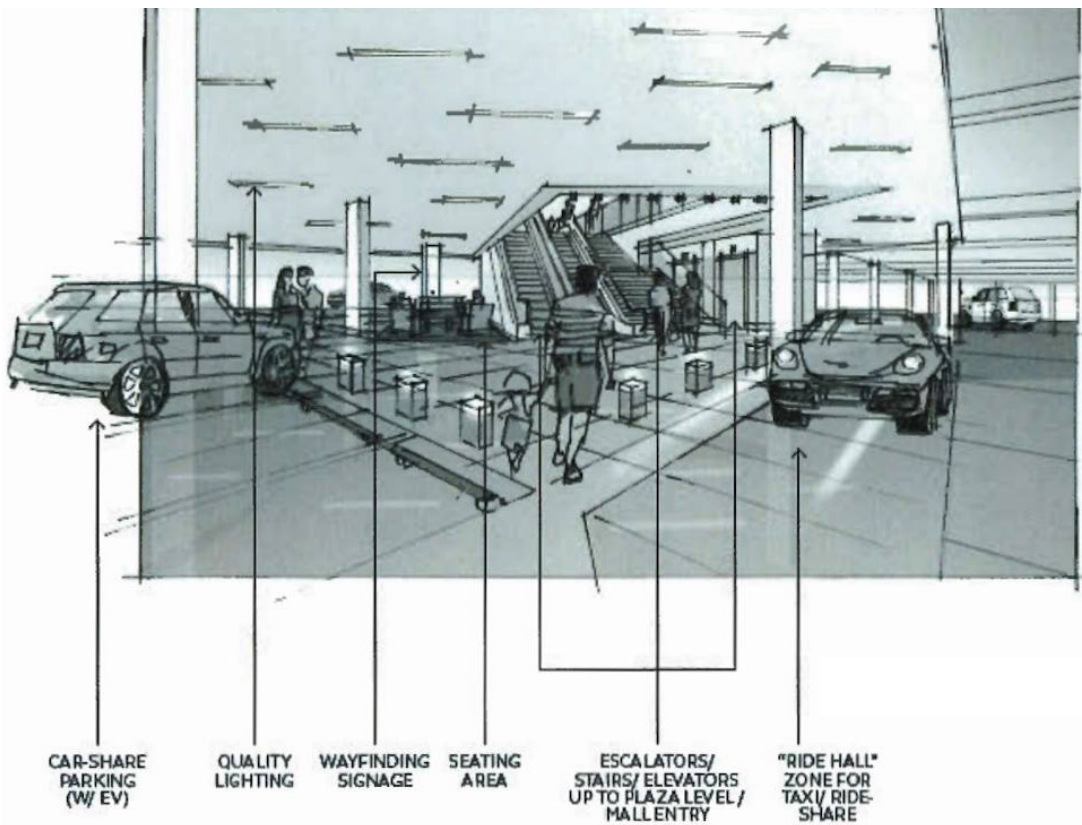 CAR-SHARE
PARKING
(W/ EV)
QUALITY
LIGHTING
WAYFINDING
SIGNAGE
SEATING
AREA
ESCALATORS/
STAIRS/ ELEVATORS
UP TO PLAZA LEVEL /
MALL ENTRY
"RIDE HALL"
ZONE FOR
TAXI/ RIDE-
SHARE